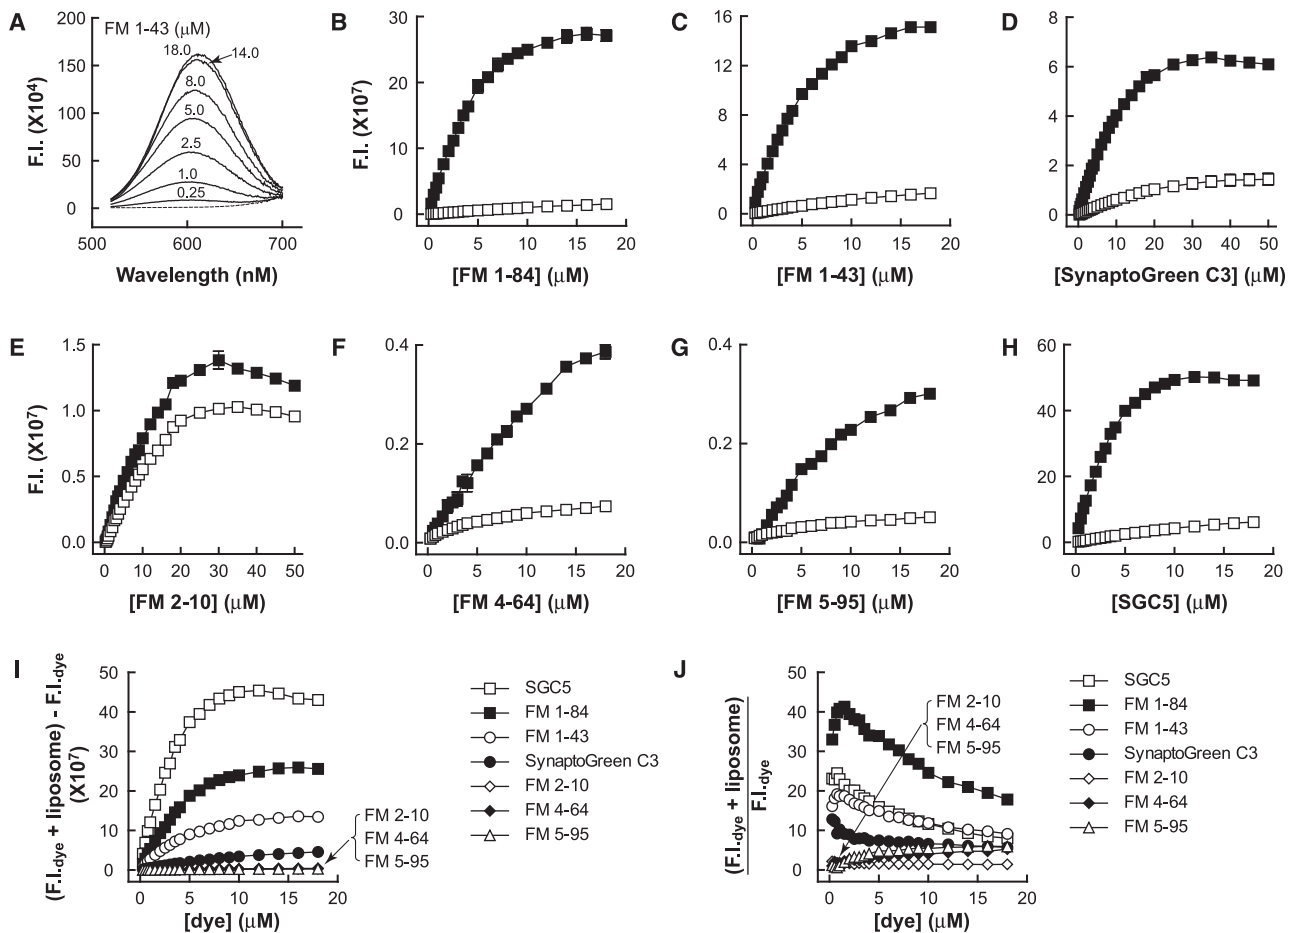 A
F.I. (X10⁴)
200
150
100
50
0
FM 1-43 (μM)
18.0
14.0
8.0
5.0
2.5
1.0
0.25
500 600 700
Wavelength (nM)
B
F.I. (X10⁷)
30
20
10
0
0 5 10 15 20
[FM 1-84] (μM)
C
16
12
8
4
0
0 5 10 15 20
[FM 1-43] (μM)
D
8
6
4
2
0
0 10 20 30 40 50
[SynaptoGreen C3] (μM)
E
F.I. (X10⁷)
1.5
1.0
0.5
0.0
0 10 20 30 40 50
[FM 2-10] (μM)
F
0.4
0.2
0.0
0 5 10 15 20
[FM 4-64] (μM)
G
0.4
0.2
0.0
0 5 10 15 20
[FM 5-95] (μM)
H
60
40
20
0
0 5 10 15 20
[SGC5] (μM)
I
(F.I.dye + liposome) - F.I.dye
(X10⁷)
50
40
30
20
10
0
0 5 10 15 20
[dye] (μM)
FM 2-10
FM 4-64
FM 5-95
SGC5
FM 1-84
FM 1-43
SynaptoGreen C3
FM 2-10
FM 4-64
FM 5-95
J
(F.I.dye + liposome)
F.I.dye
50
40
30
20
10
0
0 5 10 15 20
[dye] (μM)
FM 2-10
FM 4-64
FM 5-95
SGC5
FM 1-84
FM 1-43
SynaptoGreen C3
FM 2-10
FM 4-64
FM 5-95